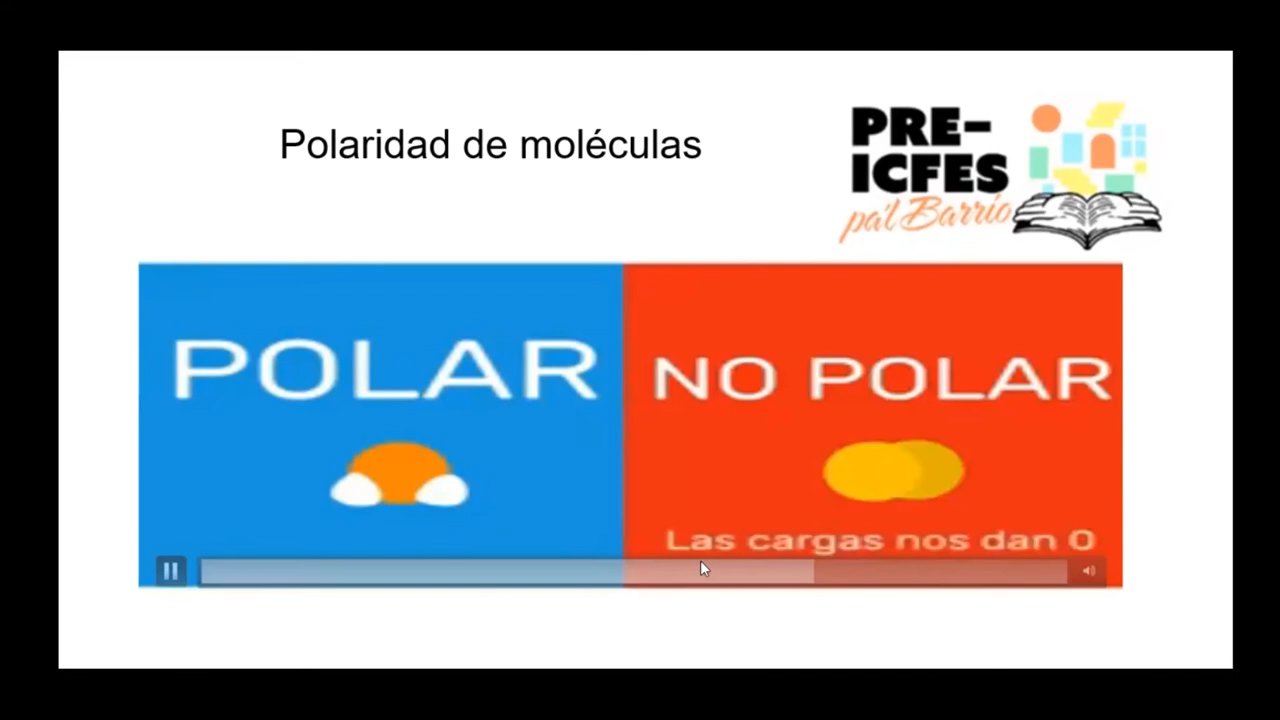 Polaridad de moléculas
PRE-
ICFES
pa'l Barrio
POLAR
NO POLAR
Las cargas nos dan 0